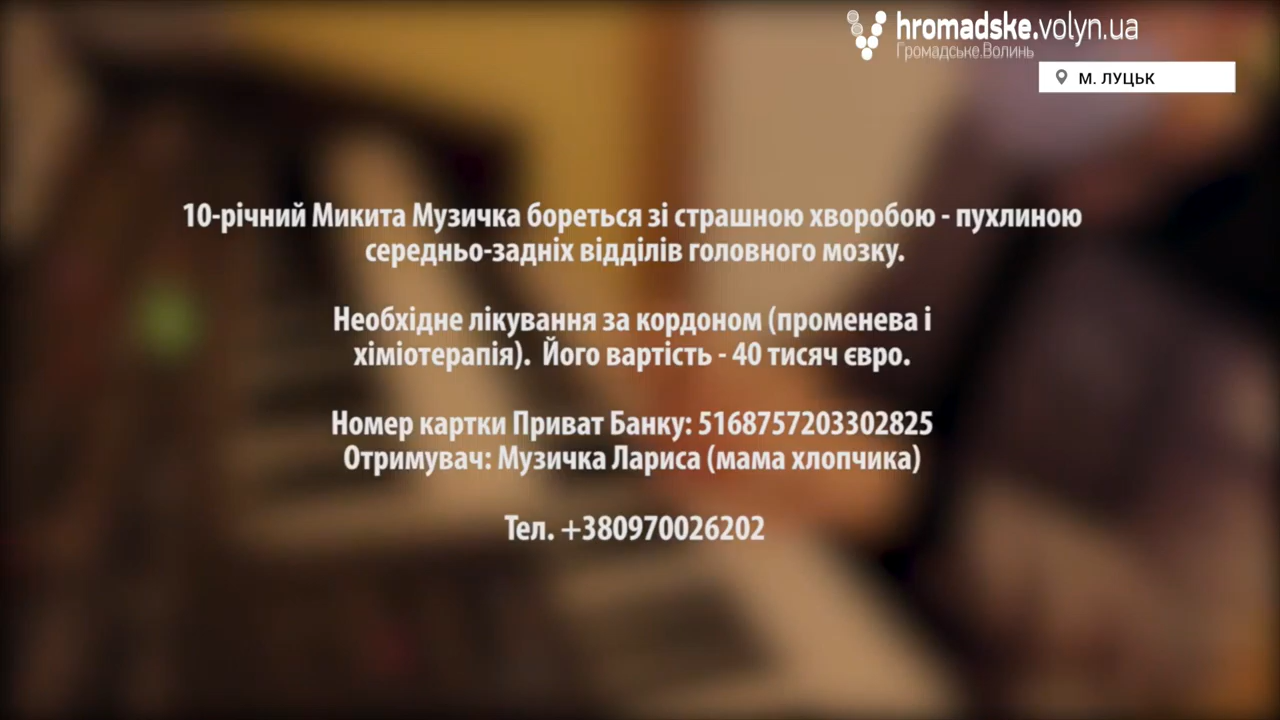 hromadske.volyn.ua
Громадське.Волинь
М. ЛУЦЬК
10-річний Микита Музичка бореться зі страшною хворобою - пухлиною
середньо-задніх відділів головного мозку.
Необхідне лікування за кордоном (променева і
хіміотерапія). Його вартість - 40 тисяч євро.
Номер картки Приват Банку: 5168757203302825
Отримувач: Музичка Лариса (мама хлопчика)
Тел. +380970026202